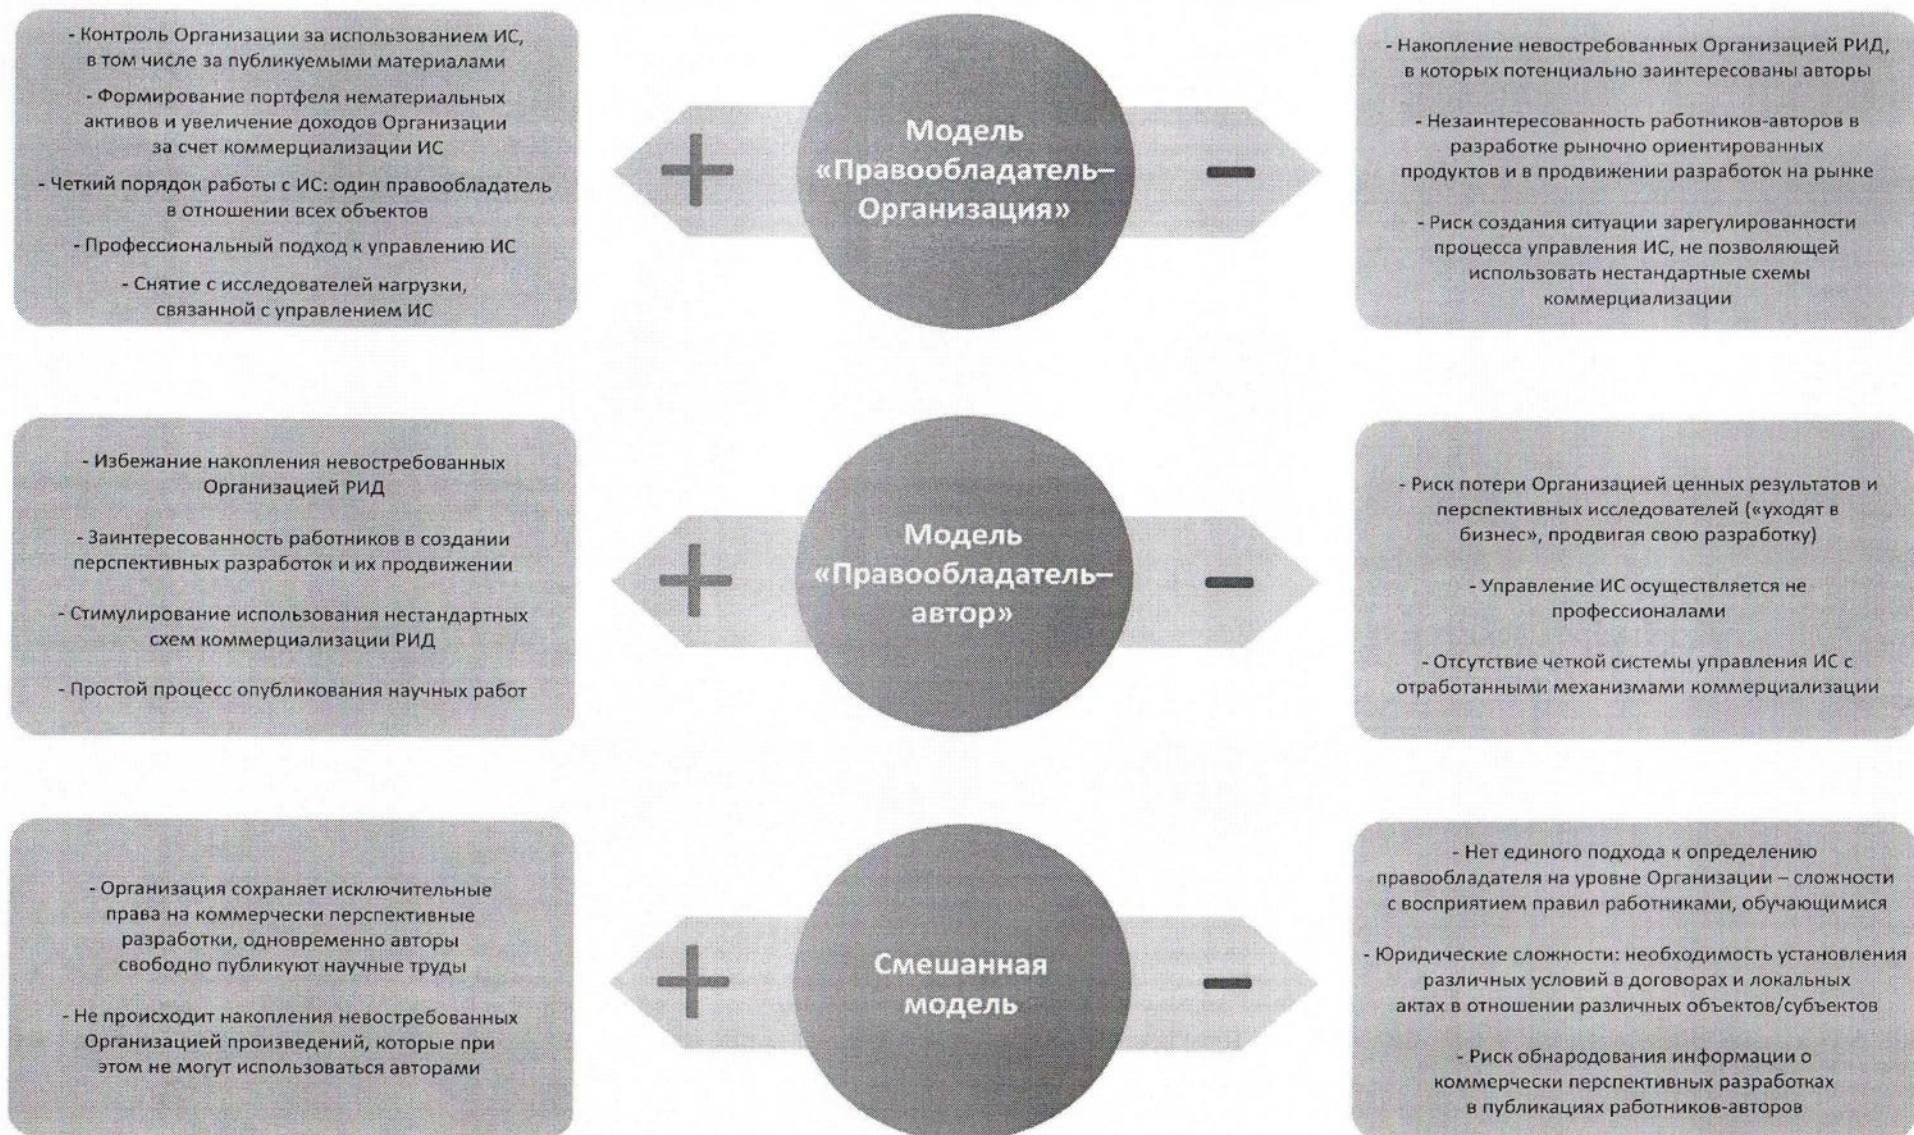 - Контроль Организации за использованием ИС,
в том числе за публикуемыми материалами
- Формирование портфеля нематериальных
активов и увеличение доходов Организации
за счет коммерциализации ИС
- Четкий порядок работы с ИС: один правообладатель
в отношении всех объектов
- Профессиональный подход к управлению ИС
- Снятие с исследователей нагрузки,
связанной с управлением ИС
+
Модель
«Правообладатель–
Организация»
–
- Накопление невостребованных Организацией РИД,
в которых потенциально заинтересованы авторы
- Незаинтересованность работников-авторов в
разработке рыночно ориентированных
продуктов и в продвижении разработок на рынке
- Риск создания ситуации зарегулированности
процесса управления ИС, не позволяющей
использовать нестандартные схемы
коммерциализации
- Избежание накопления невостребованных
Организацией РИД
- Заинтересованность работников в создании
перспективных разработок и их продвижении
- Стимулирование использования нестандартных
схем коммерциализации РИД
- Простой процесс опубликования научных работ
+
Модель
«Правообладатель–
автор»
–
- Риск потери Организацией ценных результатов и
перспективных исследователей («уходят в
бизнес», продвигая свою разработку)
- Управление ИС осуществляется не
профессионалами
- Отсутствие четкой системы управления ИС с
отработанными механизмами коммерциализации
- Организация сохраняет исключительные
права на коммерчески перспективные
разработки, одновременно авторы
свободно публикуют научные труды
- Не происходит накопления невостребованных
Организацией произведений, которые при
этом не могут использоваться авторами
+
Смешанная
модель
–
- Нет единого подхода к определению
правообладателя на уровне Организации – сложности
с восприятием правил работниками, обучающимися
- Юридические сложности: необходимость установления
различных условий в договорах и локальных
актах в отношении различных объектов/субъектов
- Риск обнародования информации о
коммерчески перспективных разработках
в публикациях работников-авторов